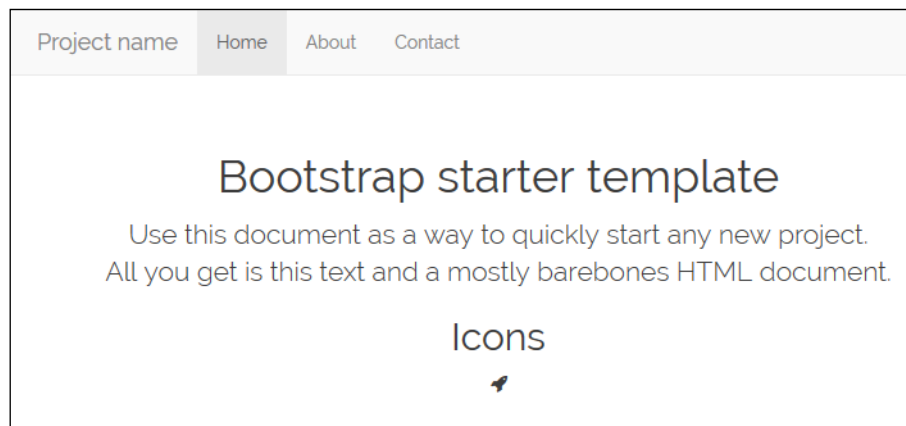 Project name Home About Contact
Bootstrap starter template
Use this document as a way to quickly start any new project.
All you get is this text and a mostly barebones HTML document.
Icons